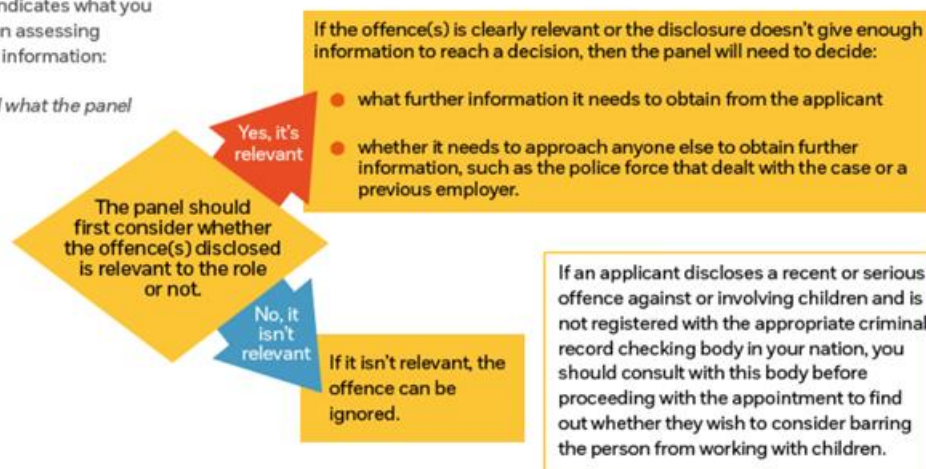 ndicates what you
n assessing
information:
d what the panel
If the offence(s) is clearly relevant or the disclosure doesn't give enough
information to reach a decision, then the panel will need to decide:
what further information it needs to obtain from the applicant
whether it needs to approach anyone else to obtain further
information, such as the police force that dealt with the case or a
previous employer.
Yes, it's
relevant
The panel should
first consider whether
the offence(s) disclosed
is relevant to the role
or not.
No, it
isn't
relevant
If it isn't relevant, the
offence can be
ignored.
If an applicant discloses a recent or serious
offence against or involving children and is
not registered with the appropriate criminal
record checking body in your nation, you
should consult with this body before
proceeding with the appointment to find
out whether they wish to consider barring
the person from working with children.